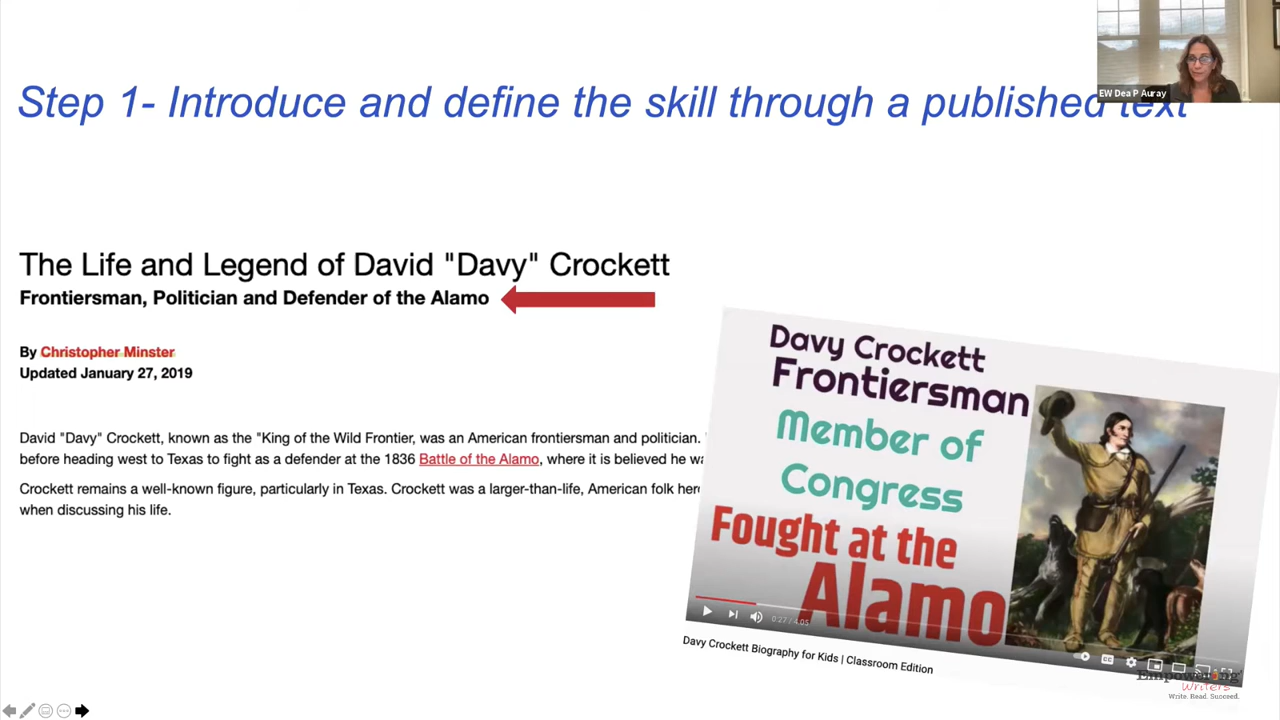 EW Dea P Auray
Step 1- Introduce and define the skill through a published text
The Life and Legend of David "Davy" Crockett
Frontiersman, Politician and Defender of the Alamo
By Christopher Minster
Updated January 27, 2019
David "Davy" Crockett, known as the "King of the Wild Frontier, was an American frontiersman and politician.
before heading west to Texas to fight as a defender at the 1836 Battle of the Alamo, where it is believed he
Crockett remains a well-known figure, particularly in Texas. Crockett was a larger-than-life, American folk
when discussing his life.
Davy Crockett
Frontiersman
Member of
Congress
Fought at the
Alamo
0:27 / 4:05
CC
Davy Crockett Biography for Kids | Classroom Edition
Empowering
Writers
Write. Read. Succeed.